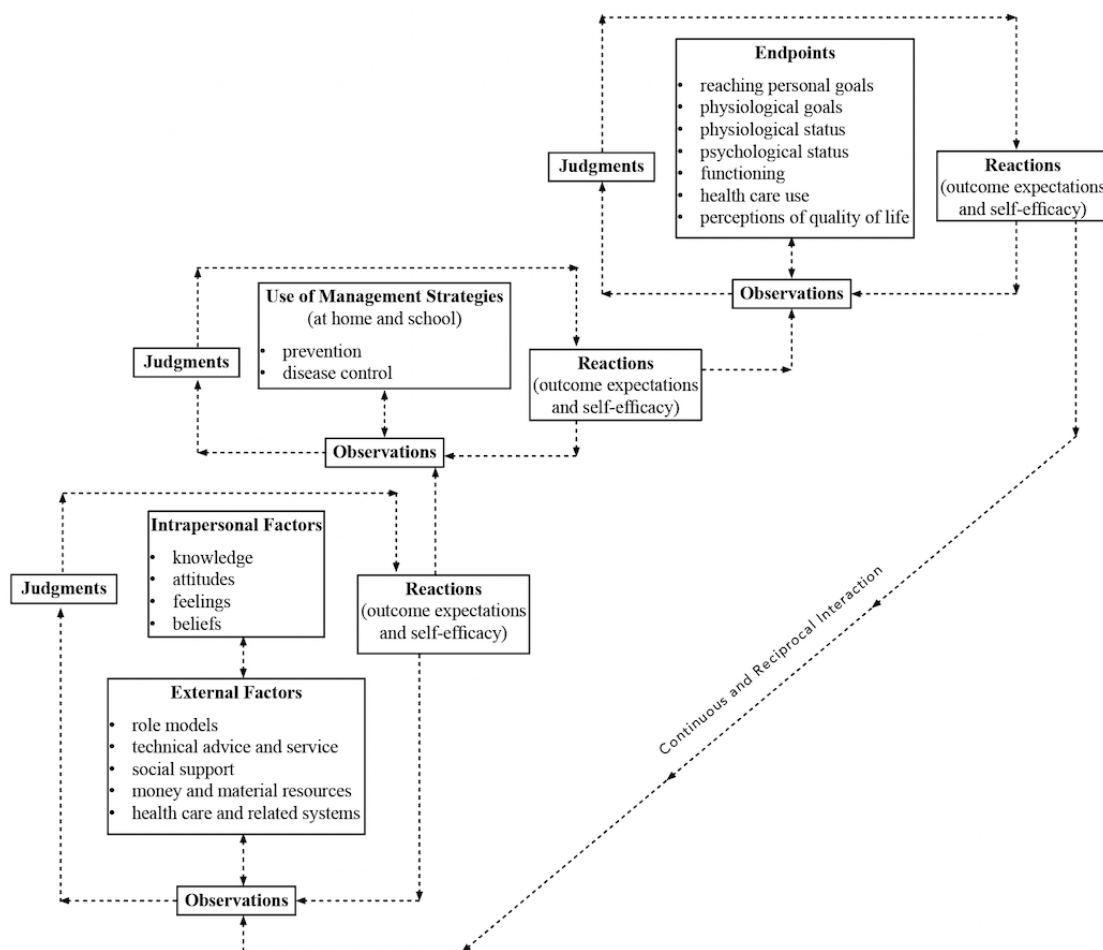 Endpoints
• reaching personal goals
• physiological goals
• physiological status
• psychological status
• functioning
• health care use
• perceptions of quality of life
Judgments
Reactions
(outcome expectations
and self-efficacy)
Observations
Use of Management Strategies
(at home and school)
• prevention
• disease control
Judgments
Reactions
(outcome expectations
and self-efficacy)
Observations
Intrapersonal Factors
• knowledge
• attitudes
• feelings
• beliefs
Judgments
Reactions
(outcome expectations
and self-efficacy)
External Factors
• role models
• technical advice and service
• social support
• money and material resources
• health care and related systems
Observations
Continuous and Reciprocal Interaction